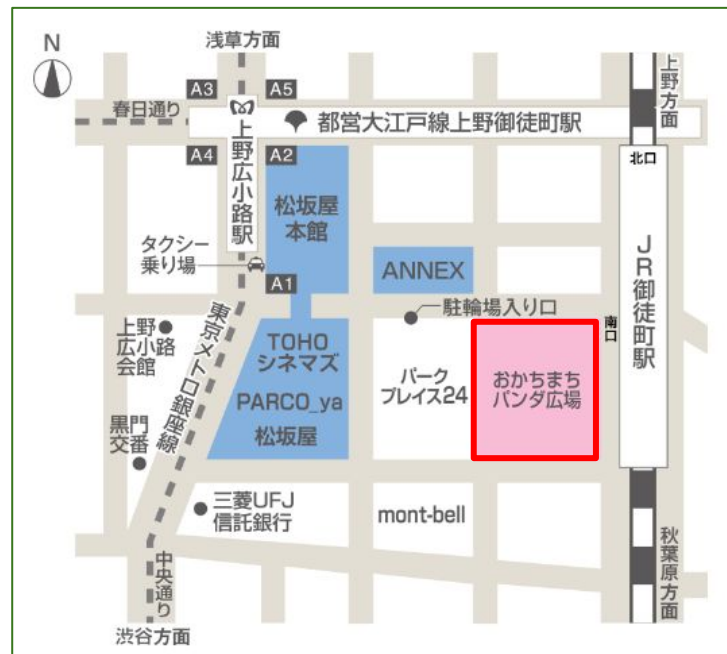 N
浅草方面
A3
A5
春日通り
都営大江戸線上野御徒町駅
上野方面
A4
A2
上野広小路駅
北口
松坂屋
本館
タクシー
乗り場
ANNEX
JR御徒町駅
A1
駐輪場入り口
南口
上野
広小路
会館
東京メトロ銀座線
TOHO
シネマズ
PARCO_ya
松坂屋
パーク
プレイス24
おかちまち
パンダ広場
黒門
交番
三菱UFJ
信託銀行
mont-bell
中央通り
秋葉原方面
渋谷方面